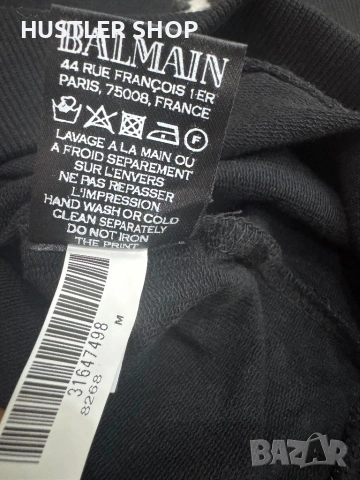 HUSTLER SHOP
BALMAIN
44 RUE FRANÇOIS 1ER
PARIS, 75008, FRANCE
F
LAVAGE A LA MAIN OU
A FROID SEPAREMENT
SUR L'ENVERS
NE PAS REPASSER
L'IMPRESSION
HAND WASH OR COLD
CLEAN SEPARATELY
DO NOT IRON
THE PRINT
31647498
M
8268
BAZAR